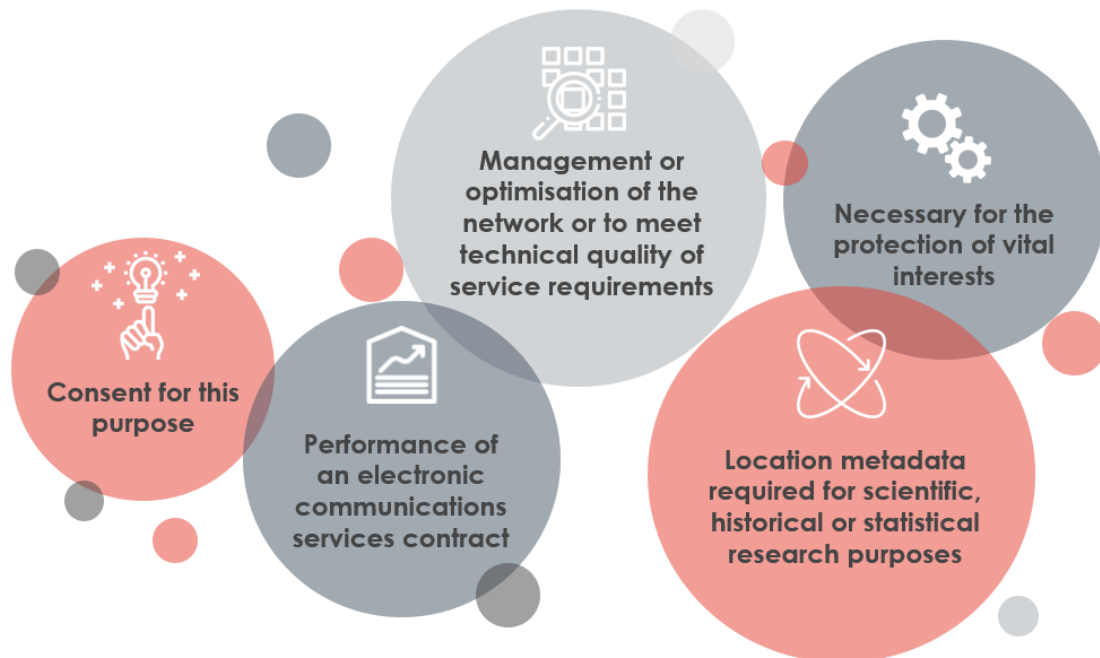 Consent for this
purpose
Performance of
an electronic
communications
services contract
Management or
optimisation of the
network or to meet
technical quality of
service requirements
Necessary for the
protection of vital
interests
Location metadata
required for scientific,
historical or statistical
research purposes